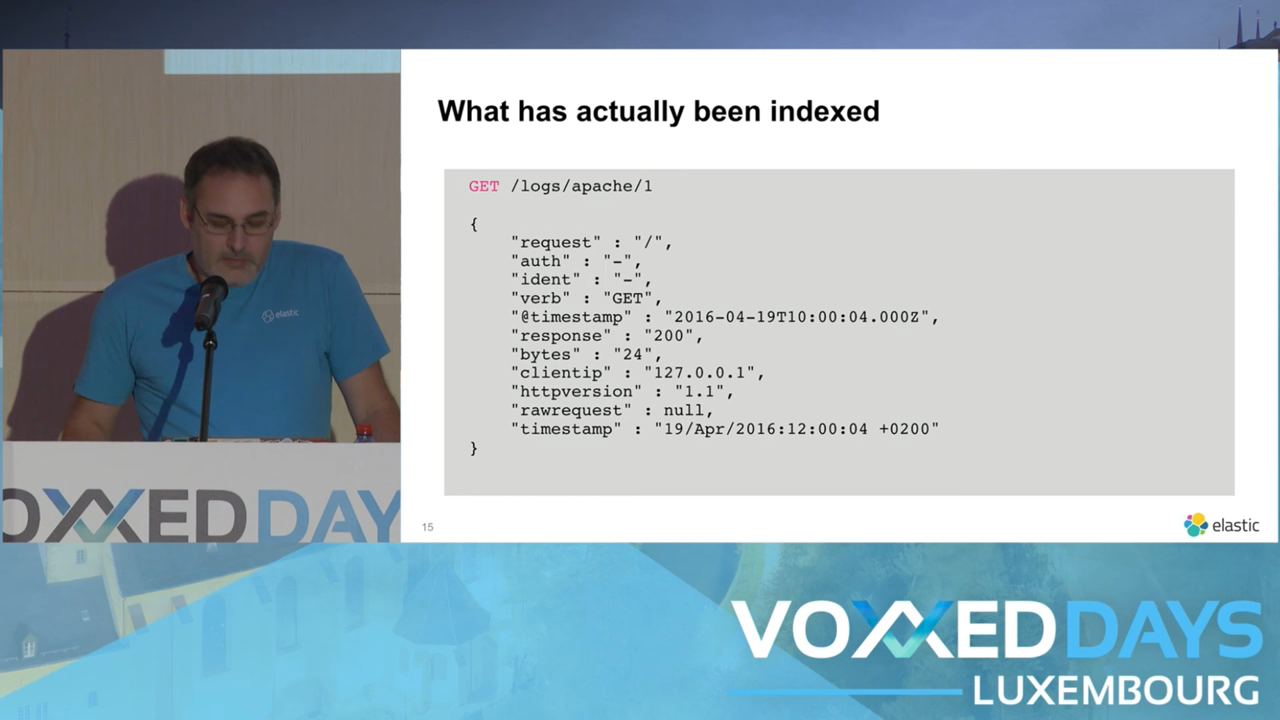 What has actually been indexed
GET /logs/apache/1
{
"request" : "/",
"auth" : "-",
"ident" : "-",
"verb" : "GET",
"@timestamp" : "2016-04-19T10:00:04.000Z",
"response" : "200",
"bytes" : "24",
"clientip" : "127.0.0.1",
"httpversion" : "1.1",
"rawrequest" : null,
"timestamp" : "19/Apr/2016:12:00:04 +0200"
}
15
elastic
elastic
OXXED DAYS
VOXXED DAYS
LUXEMBOURG